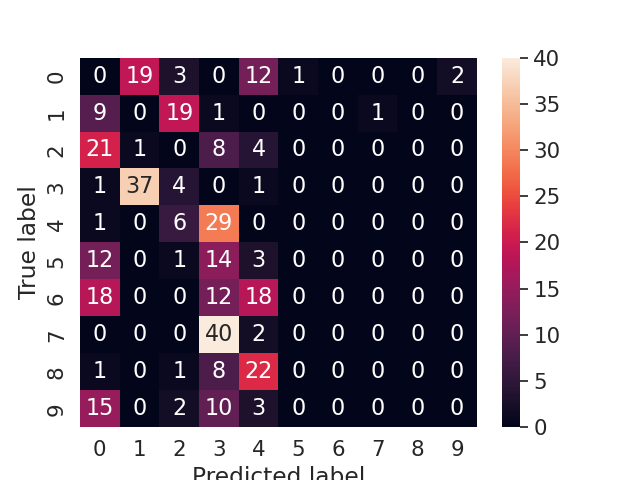 0 0 19 3 0 12 1 0 0 0 2
1 9 0 19 1 0 0 0 1 0 0
2 21 1 0 8 4 0 0 0 0 0
3 1 37 4 0 1 0 0 0 0 0
4 1 0 6 29 0 0 0 0 0 0
5 12 0 1 14 3 0 0 0 0 0
6 18 0 0 12 18 0 0 0 0 0
7 0 0 0 40 2 0 0 0 0 0
8 1 0 1 8 22 0 0 0 0 0
9 15 0 2 10 3 0 0 0 0 0
0 1 2 3 4 5 6 7 8 9
True label
Predicted label
40
35
30
25
20
15
10
5
0